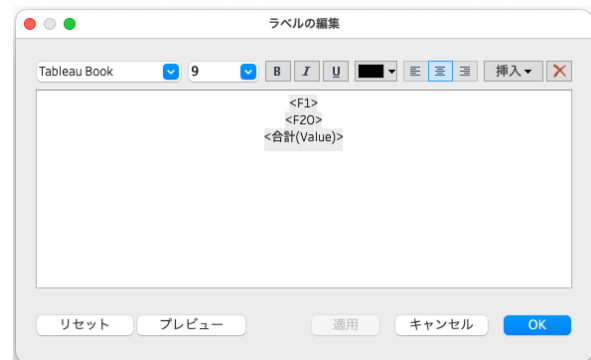 ラベルの編集
Tableau Book 9 B I U 挿入
<F1>
<F2O>
<合計(Value)>
リセット プレビュー 適用 キャンセル OK